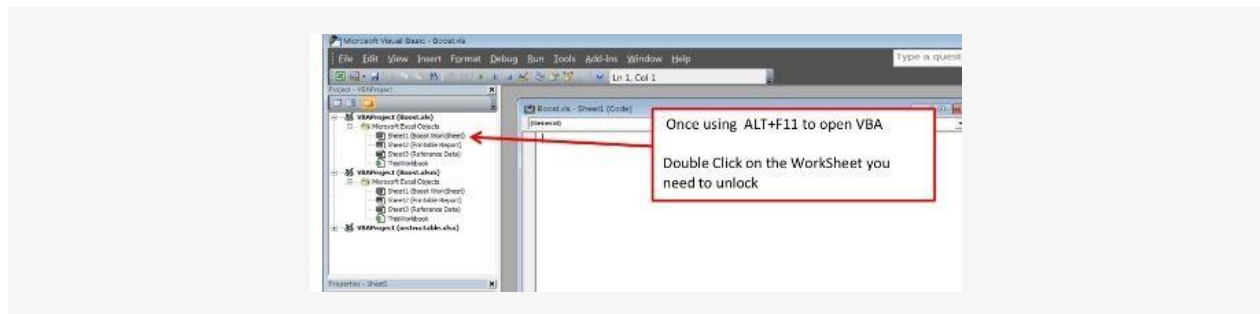 Microsoft Visual Basic - Boost.xls
File Edit View Insert Format Debug Run Tools Add-Ins Window Help
Type a quest
Ln 1, Col 1
Project - VBAProject
VBAProject (Boost.xls)
Microsoft Excel Objects
Sheet1 (Boost WorkSheet)
Sheet2 (Printable Report)
Sheet3 (Reference Data)
ThisWorkbook
VBAProject (Boost.xlsm)
Microsoft Excel Objects
Sheet1 (Boost WorkSheet)
Sheet2 (Printable Report)
Sheet3 (Reference Data)
ThisWorkbook
VBAProject (instructable.xlsx)
Properties - Sheet1
Boost.xls - Sheet1 (Code)
(General)
Once using ALT+F11 to open VBA
Double Click on the WorkSheet you
need to unlock